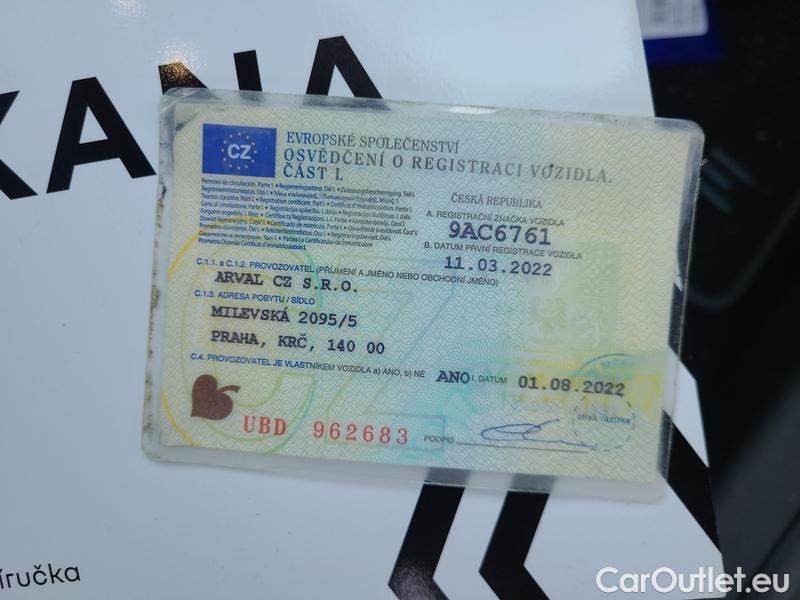 KANA
CZ
EVROPSKÉ SPOLEČENSTVÍ
OSVĚDČENÍ O REGISTRACI VOZIDLA.
ČÁST I.
ČESKÁ REPUBLIKA
A. REGISTRAČNÍ ZNAČKA VOZIDLA
9AC6761
B. DATUM PRVNÍ REGISTRACE VOZIDLA
11.03.2022
C.1.1. a C.1.2. PROVOZOVATEL (PŘÍJMENÍ A JMÉNO NEBO OBCHODNÍ JMÉNO)
ARVAL CZ S.R.O.
C.1.3. ADRESA POBYTU / SÍDLO
MILEVSKÁ 2095/5
PRAHA, KRČ, 140 00
C.4. PROVOZOVATEL JE VLASTNÍKEM VOZIDLA a) ANO, b) NE ANO I. DATUM 01.08.2022
otisk razítka
UBD 962683 PODPIS
íručka
CarOutlet.eu